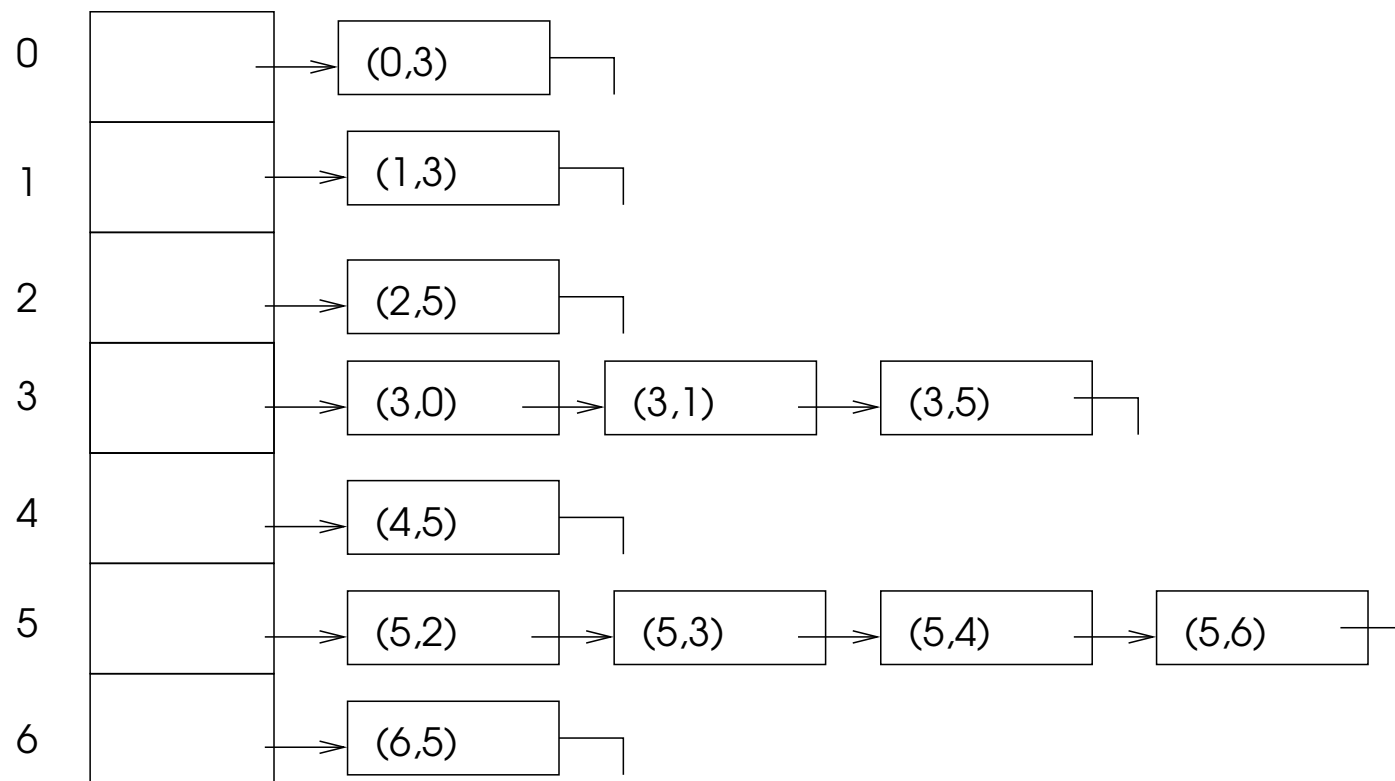 0 (0,3)
1 (1,3)
2 (2,5)
3 (3,0) (3,1) (3,5)
4 (4,5)
5 (5,2) (5,3) (5,4) (5,6)
6 (6,5)